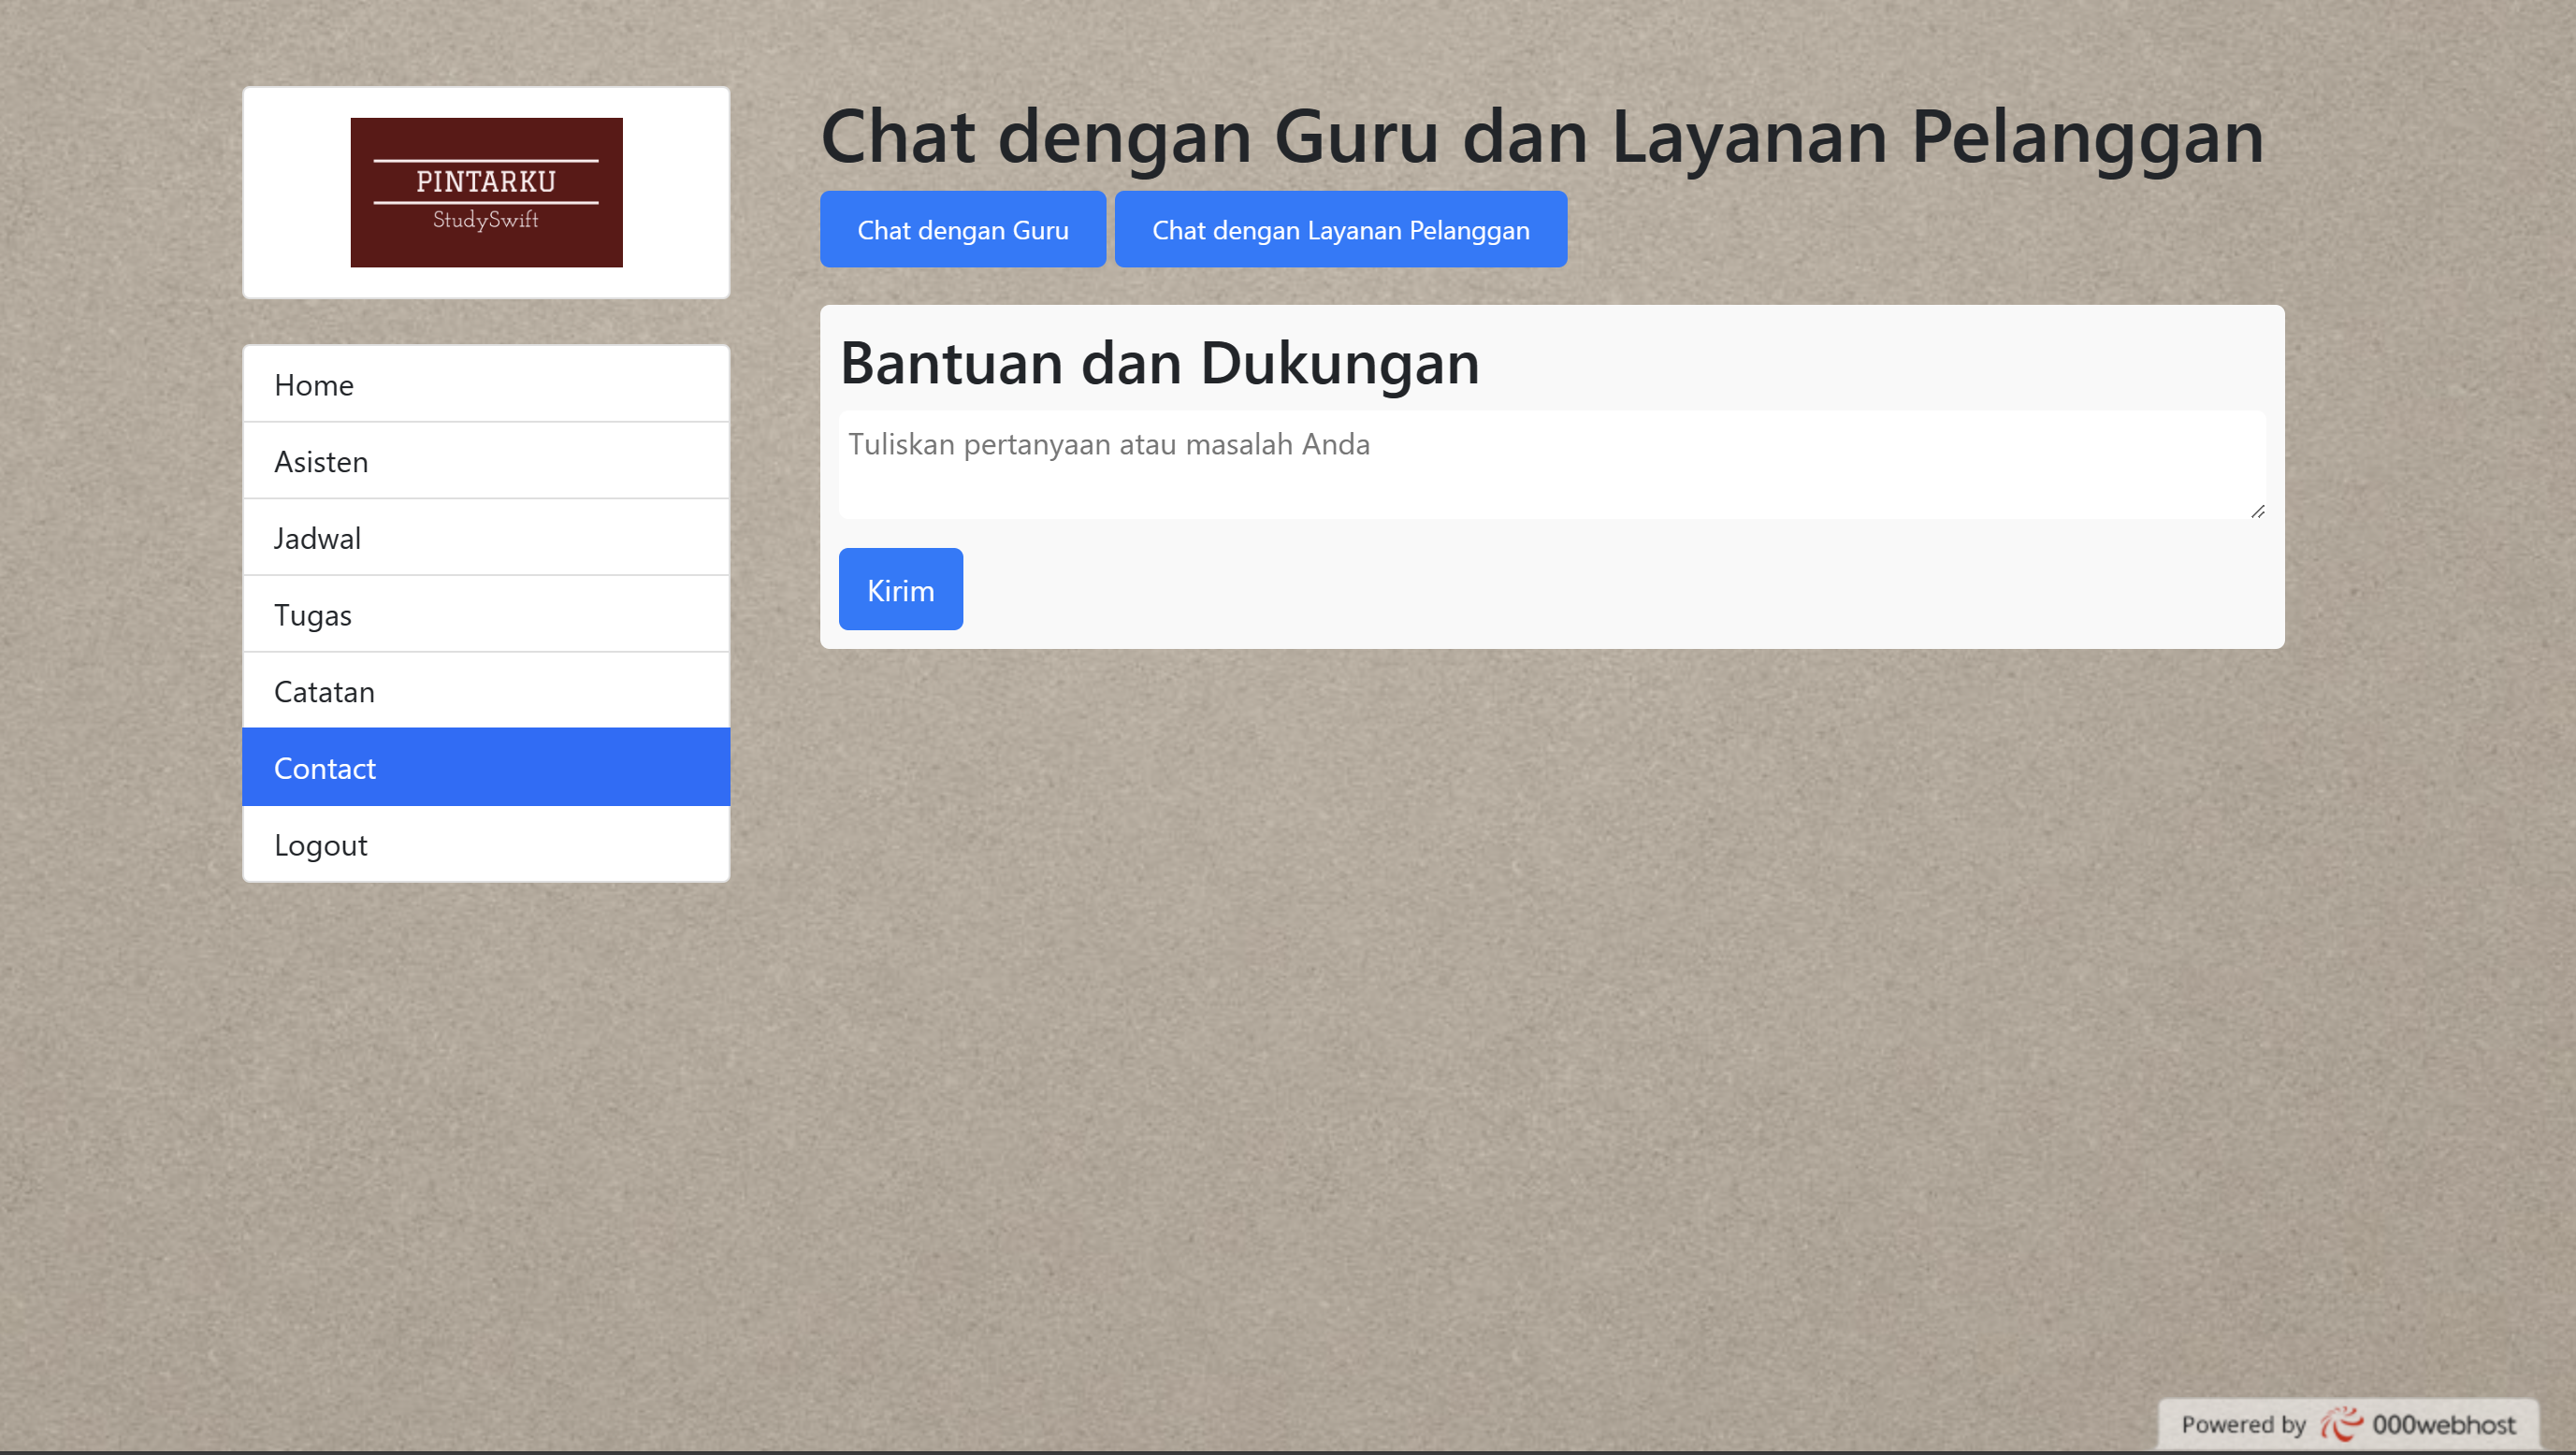 PINTARKU
StudySwift
Home
Asisten
Jadwal
Tugas
Catatan
Contact
Logout
Chat dengan Guru dan Layanan Pelanggan
Chat dengan Guru
Chat dengan Layanan Pelanggan
Bantuan dan Dukungan
Tuliskan pertanyaan atau masalah Anda
Kirim
Powered by 000webhost